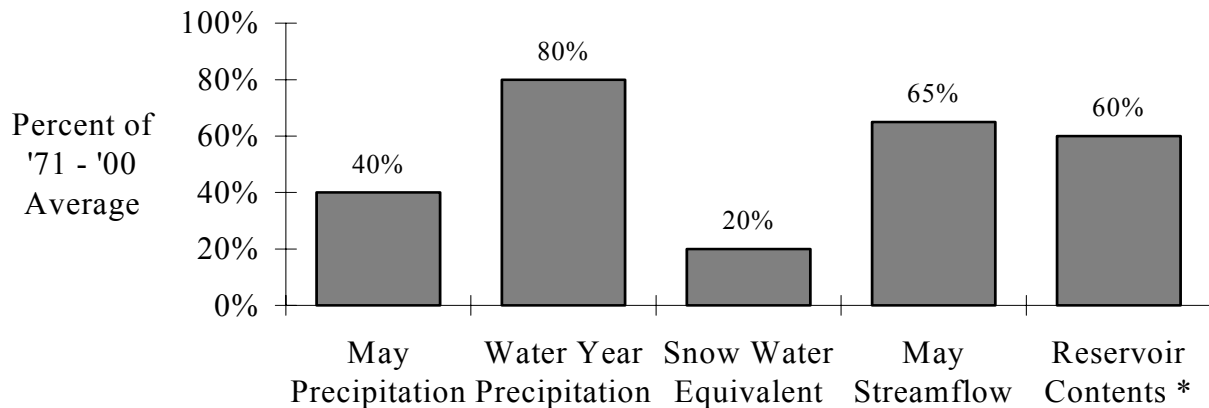 100%
80%
60%
40%
20%
0%
Percent of
'71 - '00
Average
40%
80%
20%
65%
60%
May
Precipitation
Water Year
Precipitation
Snow Water
Equivalent
May
Streamflow
Reservoir
Contents *